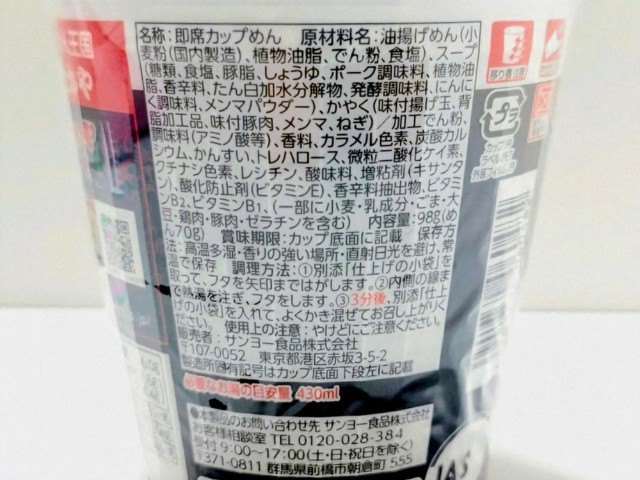 名称:即席カップめん 原材料名:油揚げめん(小
麦粉(国内製造)、植物油脂、でん粉、食塩)、スープ
(糖類、食塩、豚脂、しょうゆ、ポーク調味料、植物油
脂、香辛料、たん白加水分解物、発酵調味料、にんに
く調味料、メンマパウダー)、かやく(味付揚げ玉、背
脂加工品、味付豚肉、メンマ、ねぎ)/加工でん粉、
調味料(アミノ酸等)、香料、カラメル色素、炭酸カル
シウム、かんすい、トレハロース、微粒二酸化ケイ素、
クチナシ色素、レシチン、酸味料、増粘剤(キサンタ
ン)、酸化防止剤(ビタミンE)、香辛料抽出物、ビタミ
ンB2、ビタミンB1、(一部に小麦・乳成分・ごま・大
豆・鶏肉・豚肉・ゼラチンを含む) 内容量:98g(め
ん70g) 賞味期限:カップ底面に記載 保存方
法:高温多湿・香りの強い場所・直射日光を避け、常
温で保存 調理方法:①別添「仕上げの小袋」を
取って、フタを矢印まではがします。②内側の線ま
で熱湯を注ぎ、フタをします。③3分後、別添「仕上
げの小袋」を入れて、よくかき混ぜてお召し上がりく
ださい。 使用上の注意:やけどにご注意ください。
販売者:サンヨー食品株式会社
〒107-0052 東京都港区赤坂3-5-2
製造所固有記号はカップ底面下段左に記載
必要なお湯の目安量 430ml
●本製品のお問い合わせ先 サンヨー食品株式会社
お客様相談室 TEL 0120-028-384
受付 9:00~17:00(土・日・祝日を除く)
〒371-0811 群馬県前橋市朝倉町 555
移り香注意
プラ
JAS
王国